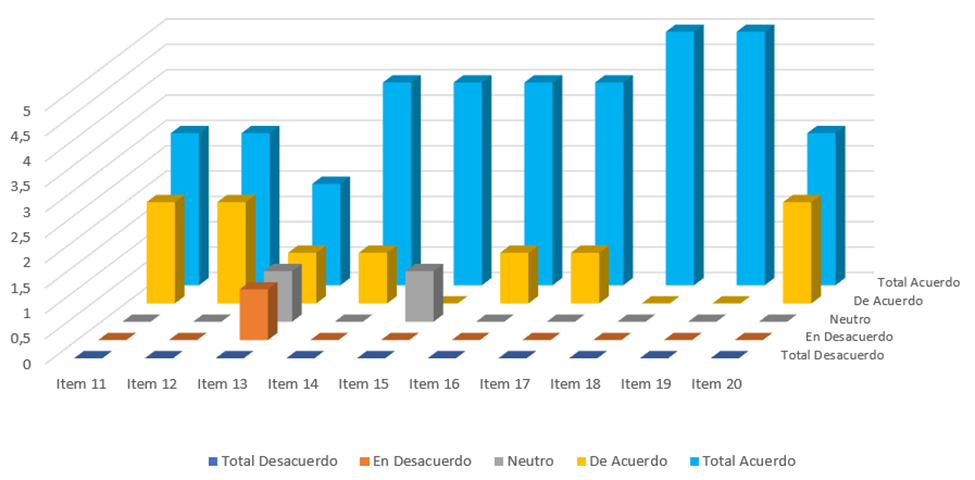 5
4,5
4
3,5
3
2,5
2
1,5
1
0,5
0
Total Acuerdo
De Acuerdo
Neutro
En Desacuerdo
Total Desacuerdo
Item 11 Item 12 Item 13 Item 14 Item 15 Item 16 Item 17 Item 18 Item 19 Item 20
Total Desacuerdo En Desacuerdo Neutro De Acuerdo Total Acuerdo